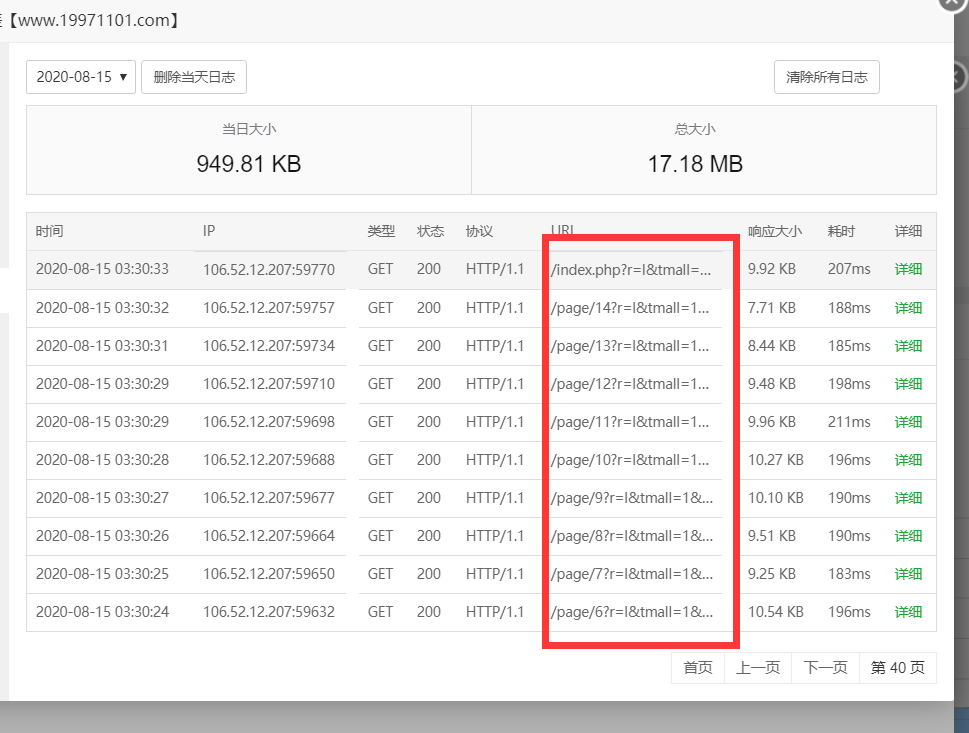 【www.19971101.com】
2020-08-15 ▼ 删除当天日志 清除所有日志
当日大小 总大小
949.81 KB 17.18 MB
时间 IP 类型 状态 协议 URL 响应大小 耗时 详细
2020-08-15 03:30:33 106.52.12.207:59770 GET 200 HTTP/1.1 /index.php?r=l&tmall=... 9.92 KB 207ms 详细
2020-08-15 03:30:32 106.52.12.207:59757 GET 200 HTTP/1.1 /page/14?r=l&tmall=1... 7.71 KB 188ms 详细
2020-08-15 03:30:31 106.52.12.207:59734 GET 200 HTTP/1.1 /page/13?r=l&tmall=1... 8.44 KB 185ms 详细
2020-08-15 03:30:29 106.52.12.207:59710 GET 200 HTTP/1.1 /page/12?r=l&tmall=1... 9.48 KB 198ms 详细
2020-08-15 03:30:29 106.52.12.207:59698 GET 200 HTTP/1.1 /page/11?r=l&tmall=1... 9.96 KB 211ms 详细
2020-08-15 03:30:28 106.52.12.207:59688 GET 200 HTTP/1.1 /page/10?r=l&tmall=1... 10.27 KB 196ms 详细
2020-08-15 03:30:27 106.52.12.207:59677 GET 200 HTTP/1.1 /page/9?r=l&tmall=1&... 10.10 KB 190ms 详细
2020-08-15 03:30:26 106.52.12.207:59664 GET 200 HTTP/1.1 /page/8?r=l&tmall=1&... 9.51 KB 190ms 详细
2020-08-15 03:30:25 106.52.12.207:59650 GET 200 HTTP/1.1 /page/7?r=l&tmall=1&... 9.25 KB 183ms 详细
2020-08-15 03:30:24 106.52.12.207:59632 GET 200 HTTP/1.1 /page/6?r=l&tmall=1&... 10.54 KB 196ms 详细
首页 上一页 下一页 第 40 页